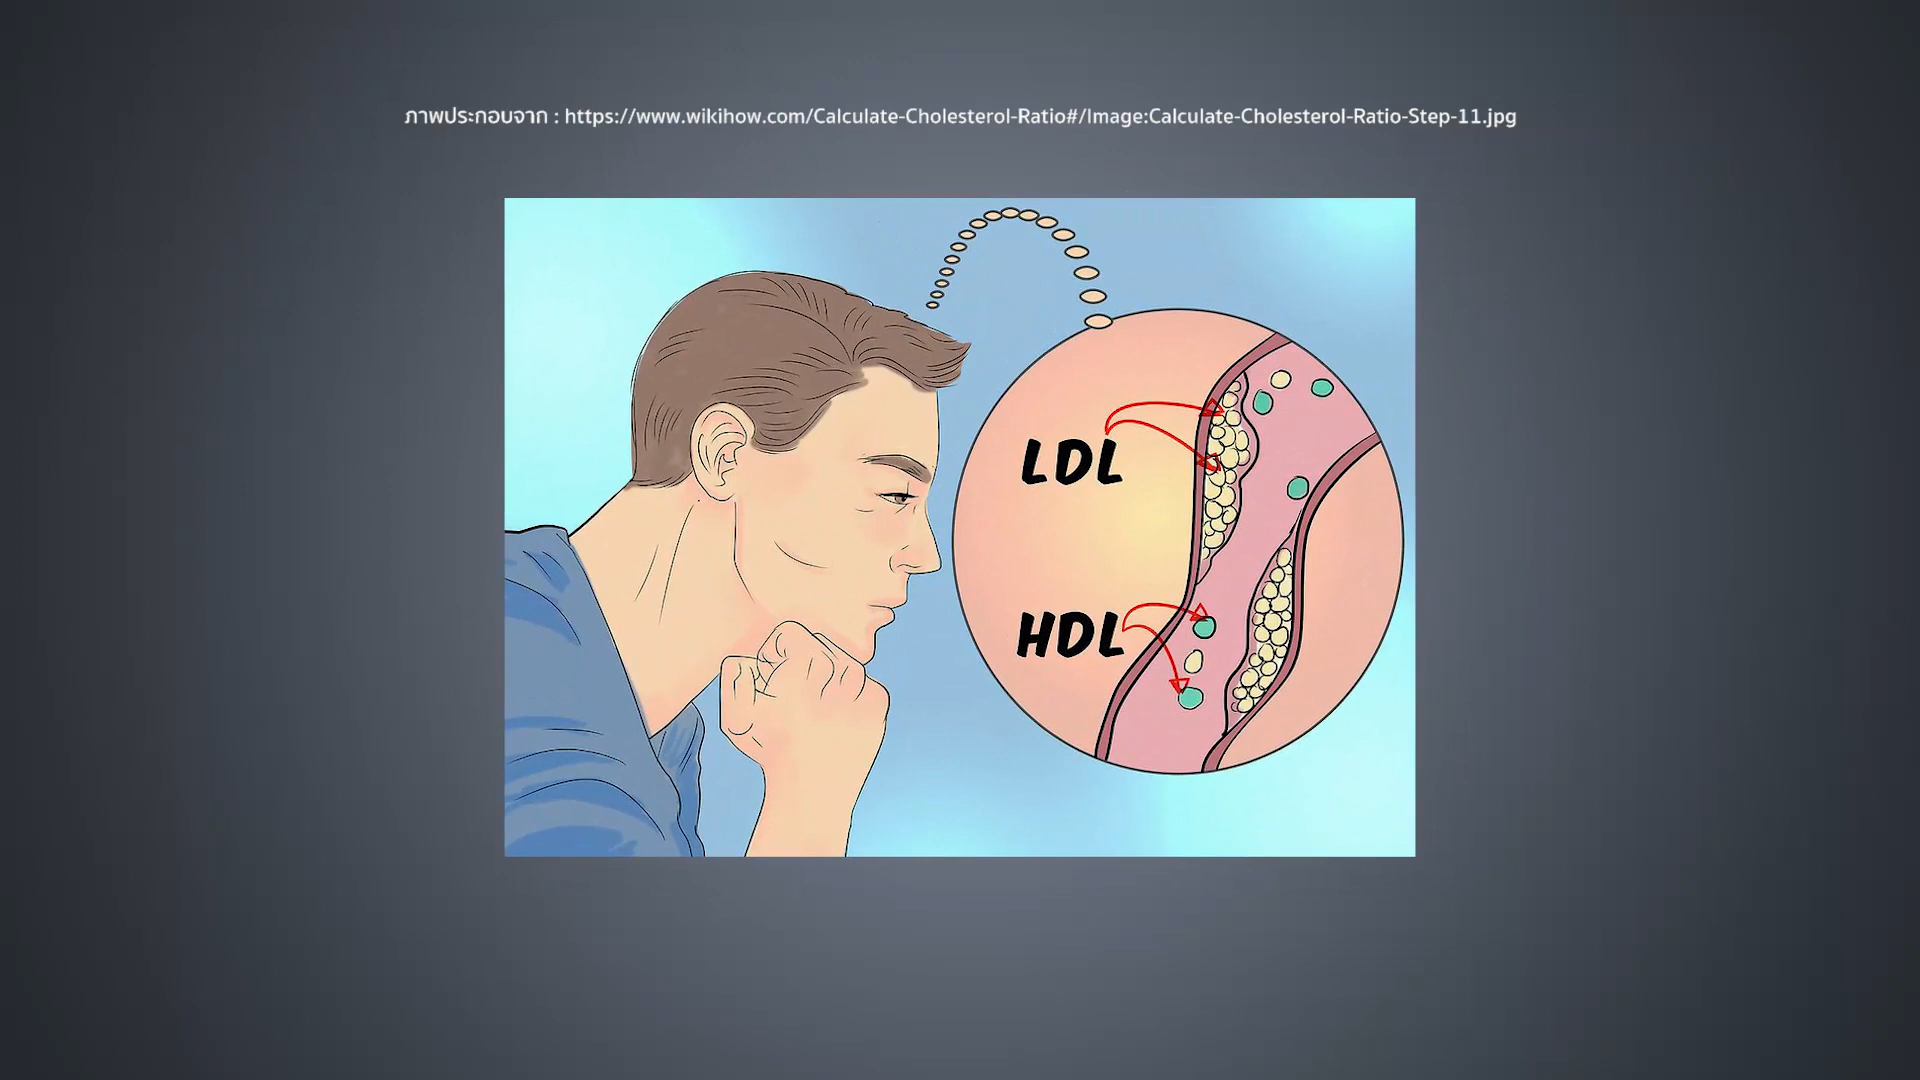 ภาพประกอบจาก : https://www.wikihow.com/Calculate-Cholesterol-Ratio#/Image:Calculate-Cholesterol-Ratio-Step-11.jpg
LDL
HDL